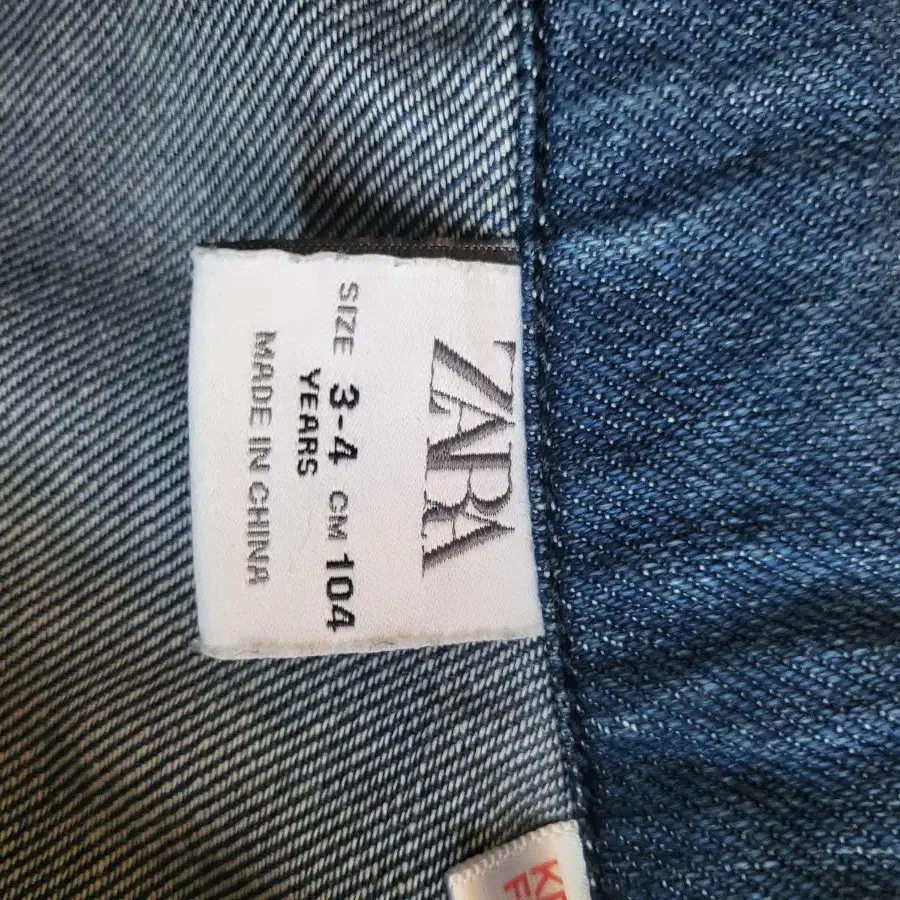 ZARA
SIZE 3-4 CM 104
YEARS
MADE IN CHINA